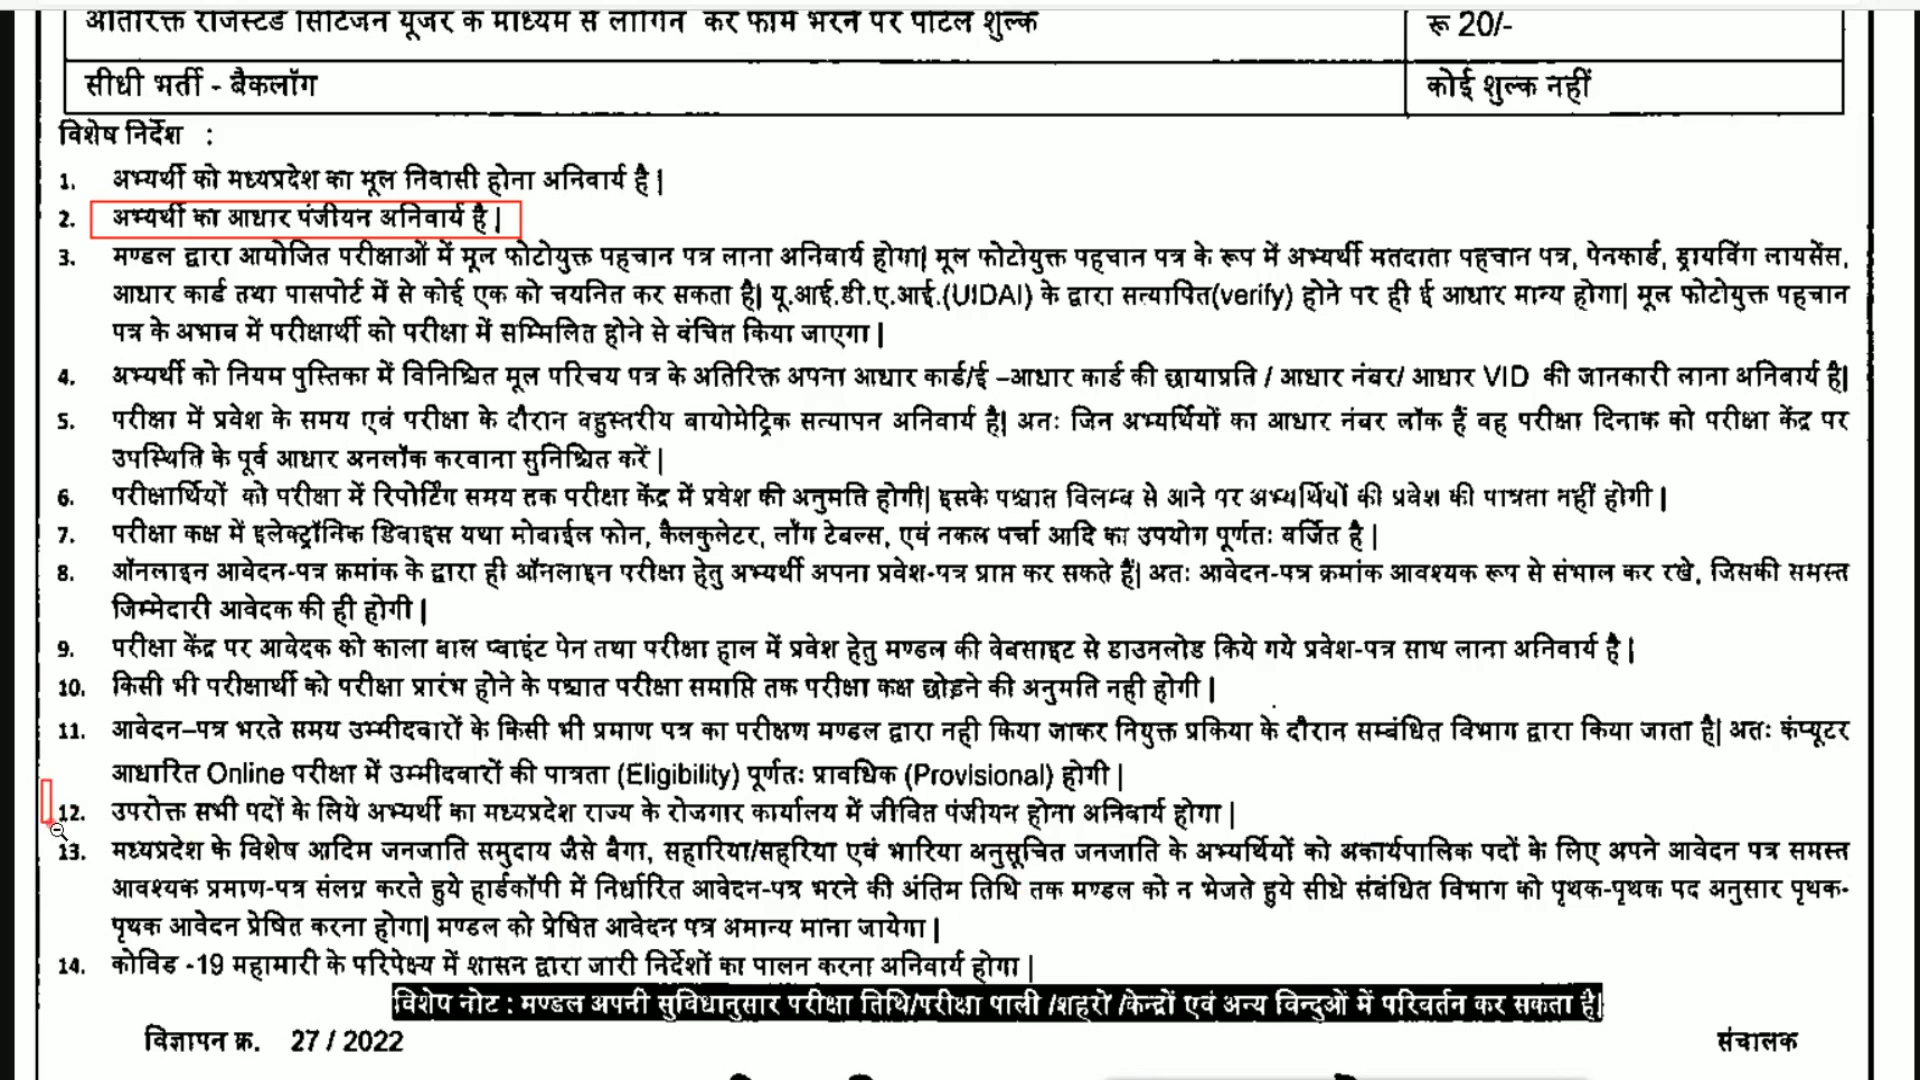 अतिरिक्त रजिस्टर्ड सिटिजन यूजर के माध्यम से लॉगिन कर फार्म भरने पर पोर्टल शुल्क रू 20/-
सीधी भर्ती - बैकलॉग कोई शुल्क नहीं
विशेष निर्देश :
1. अभ्यर्थी को मध्यप्रदेश का मूल निवासी होना अनिवार्य है|
2. अभ्यर्थी का आधार पंजीयन अनिवार्य है|
3. मण्डल द्वारा आयोजित परीक्षाओं में मूल फोटोयुक्त पहचान पत्र लाना अनिवार्य होगा| मूल फोटोयुक्त पहचान पत्र के रूप में अभ्यर्थी मतदाता पहचान पत्र, पेनकार्ड, ड्रायविंग लायसेंस,
आधार कार्ड तथा पासपोर्ट में से कोई एक को चयनित कर सकता है| यू.आई.डी.ए.आई.(UIDAI) के द्वारा सत्यापित(verify) होने पर ही ई आधार मान्य होगा| मूल फोटोयुक्त पहचान
पत्र के अभाव में परीक्षार्थी को परीक्षा में सम्मिलित होने से वंचित किया जाएगा|
4. अभ्यर्थी को नियम पुस्तिका में विनिश्चित मूल परिचय पत्र के अतिरिक्त अपना आधार कार्ड/ई –आधार कार्ड की छायाप्रति / आधार नंबर/ आधार VID की जानकारी लाना अनिवार्य है|
5. परीक्षा में प्रवेश के समय एवं परीक्षा के दौरान बहुस्तरीय बायोमेट्रिक सत्यापन अनिवार्य है| अतः जिन अभ्यर्थियों का आधार नंबर लॉक हैं वह परीक्षा दिनाक को परीक्षा केंद्र पर
उपस्थिति के पूर्व आधार अनलॉक करवाना सुनिश्चित करें|
6. परीक्षार्थियों को परीक्षा में रिपोर्टिंग समय तक परीक्षा केंद्र में प्रवेश की अनुमति होगी| इसके पश्चात विलम्ब से आने पर अभ्यर्थियों की प्रवेश की पात्रता नहीं होगी|
7. परीक्षा कक्ष में इलेक्ट्रॉनिक डिवाइस यथा मोबाईल फोन, कैलकुलेटर, लॉग टेबल्स, एवं नकल पर्चा आदि का उपयोग पूर्णतः वर्जित है|
8. ऑनलाइन आवेदन-पत्र क्रमांक के द्वारा ही ऑनलाइन परीक्षा हेतु अभ्यर्थी अपना प्रवेश-पत्र प्राप्त कर सकते हैं| अतः आवेदन-पत्र क्रमांक आवश्यक रूप से संभाल कर रखे, जिसकी समस्त
जिम्मेदारी आवेदक की ही होगी|
9. परीक्षा केंद्र पर आवेदक को काला बाल प्वाइंट पेन तथा परीक्षा हाल में प्रवेश हेतु मण्डल की वेबसाइट से डाउनलोड किये गये प्रवेश-पत्र साथ लाना अनिवार्य है|
10. किसी भी परीक्षार्थी को परीक्षा प्रारंभ होने के पश्चात परीक्षा समाप्ति तक परीक्षा कक्ष छोड़ने की अनुमति नही होगी|
11. आवेदन–पत्र भरते समय उम्मीदवारों के किसी भी प्रमाण पत्र का परीक्षण मण्डल द्वारा नही किया जाकर नियुक्त प्रकिया के दौरान सम्बंधित विभाग द्वारा किया जाता है| अतः कंप्यूटर
आधारित Online परीक्षा में उम्मीदवारों की पात्रता (Eligibility) पूर्णतः प्रावधिक (Provisional) होगी|
12. उपरोक्त सभी पदों के लिये अभ्यर्थी का मध्यप्रदेश राज्य के रोजगार कार्यालय में जीवित पंजीयन होना अनिवार्य होगा|
13. मध्यप्रदेश के विशेष आदिम जनजाति समुदाय जैसे बैगा, सहारिया/सहरिया एवं भारिया अनुसूचित जनजाति के अभ्यर्थियों को अकार्यपालिक पदों के लिए अपने आवेदन पत्र समस्त
आवश्यक प्रमाण-पत्र संलग्न करते हुये हार्डकॉपी में निर्धारित आवेदन-पत्र भरने की अंतिम तिथि तक मण्डल को न भेजते हुये सीधे संबंधित विभाग को पृथक-पृथक पद अनुसार पृथक-
पृथक आवेदन प्रेषित करना होगा| मण्डल को प्रेषित आवेदन पत्र अमान्य माना जायेगा|
14. कोविड -19 महामारी के परिपेक्ष्य में शासन द्वारा जारी निर्देशों का पालन करना अनिवार्य होगा|
विशेष नोट : मण्डल अपनी सुविधानुसार परीक्षा तिथि/परीक्षा पाली /शहरों /केन्द्रों एवं अन्य विन्दुओं में परिवर्तन कर सकता है|
विज्ञापन क्र. 27 / 2022 संचालक